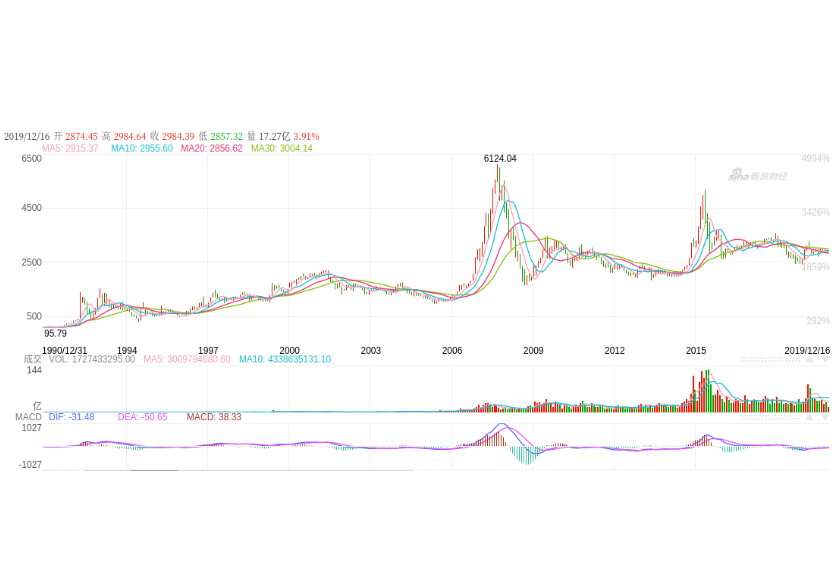 2019/12/16 开 2874.45 高 2984.64 收 2984.39 低 2857.32 量 17.27亿 3.91%
MA5: 2915.37 MA10: 2955.60 MA20: 2856.62 MA30: 3004.14
6500 6124.04 4994%
sina新浪财经
4500 3426%
2500 1859%
500 292%
95.79
1990/12/31 1994 1997 2000 2003 2006 2009 2012 2015 2019/12/16
成交 VOL: 1727433295.00 MA5: 3009794680.60 MA10: 4338635131.10
144
亿
MACD DIF: -31.48 DEA: -50.65 MACD: 38.33
1027
-1027